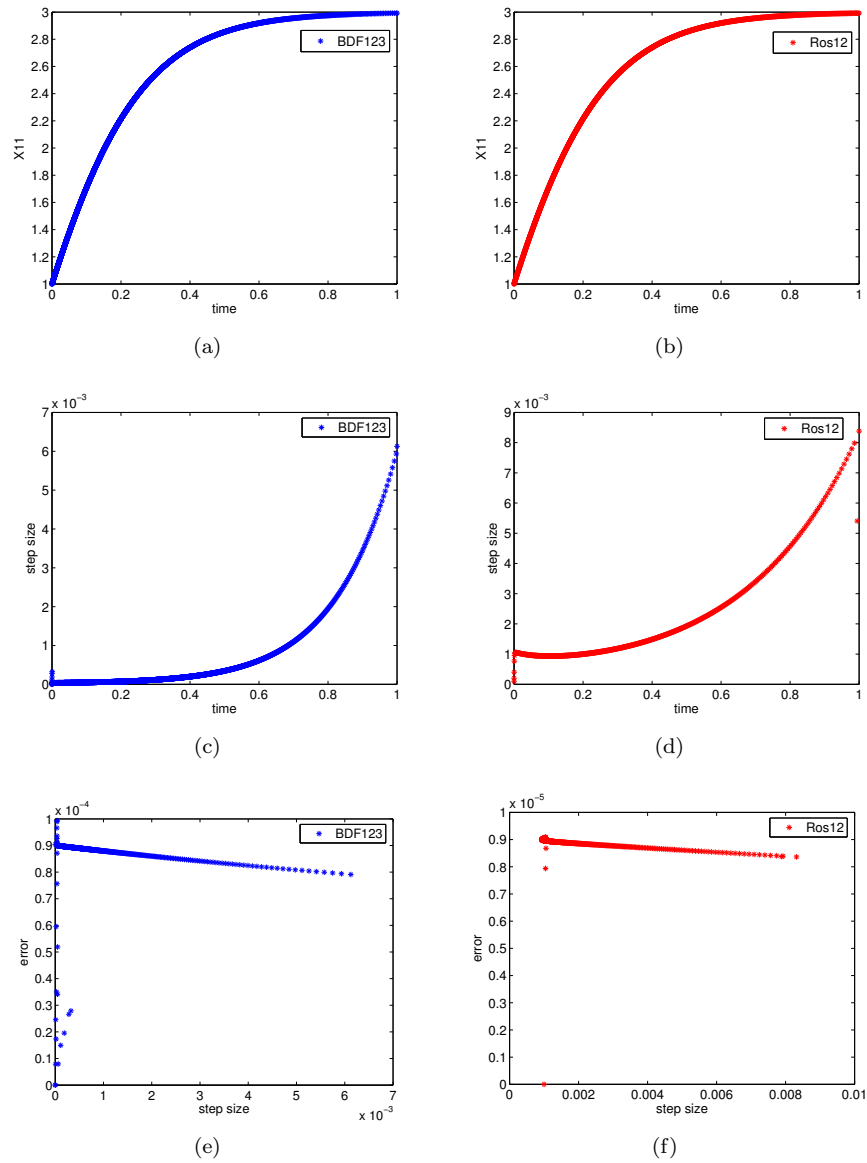 3
2.8
2.6
2.4
2.2
2
1.8
1.6
1.4
1.2
1
0 0.2 0.4 0.6 0.8 1
time
X11
BDF123
(a)
3
2.8
2.6
2.4
2.2
2
1.8
1.6
1.4
1.2
1
0 0.2 0.4 0.6 0.8 1
time
X11
Ros12
(b)
x 10⁻³
7
6
5
4
3
2
1
0
0 0.2 0.4 0.6 0.8 1
time
step size
BDF123
(c)
x 10⁻³
9
8
7
6
5
4
3
2
1
0
0 0.2 0.4 0.6 0.8 1
time
step size
Ros12
(d)
x 10⁻⁴
1
0.9
0.8
0.7
0.6
0.5
0.4
0.3
0.2
0.1
0
0 1 2 3 4 5 6 7
x 10⁻³
step size
error
BDF123
(e)
x 10⁻⁵
1
0.9
0.8
0.7
0.6
0.5
0.4
0.3
0.2
0.1
0
0 0.002 0.004 0.006 0.008 0.01
step size
error
Ros12
(f)